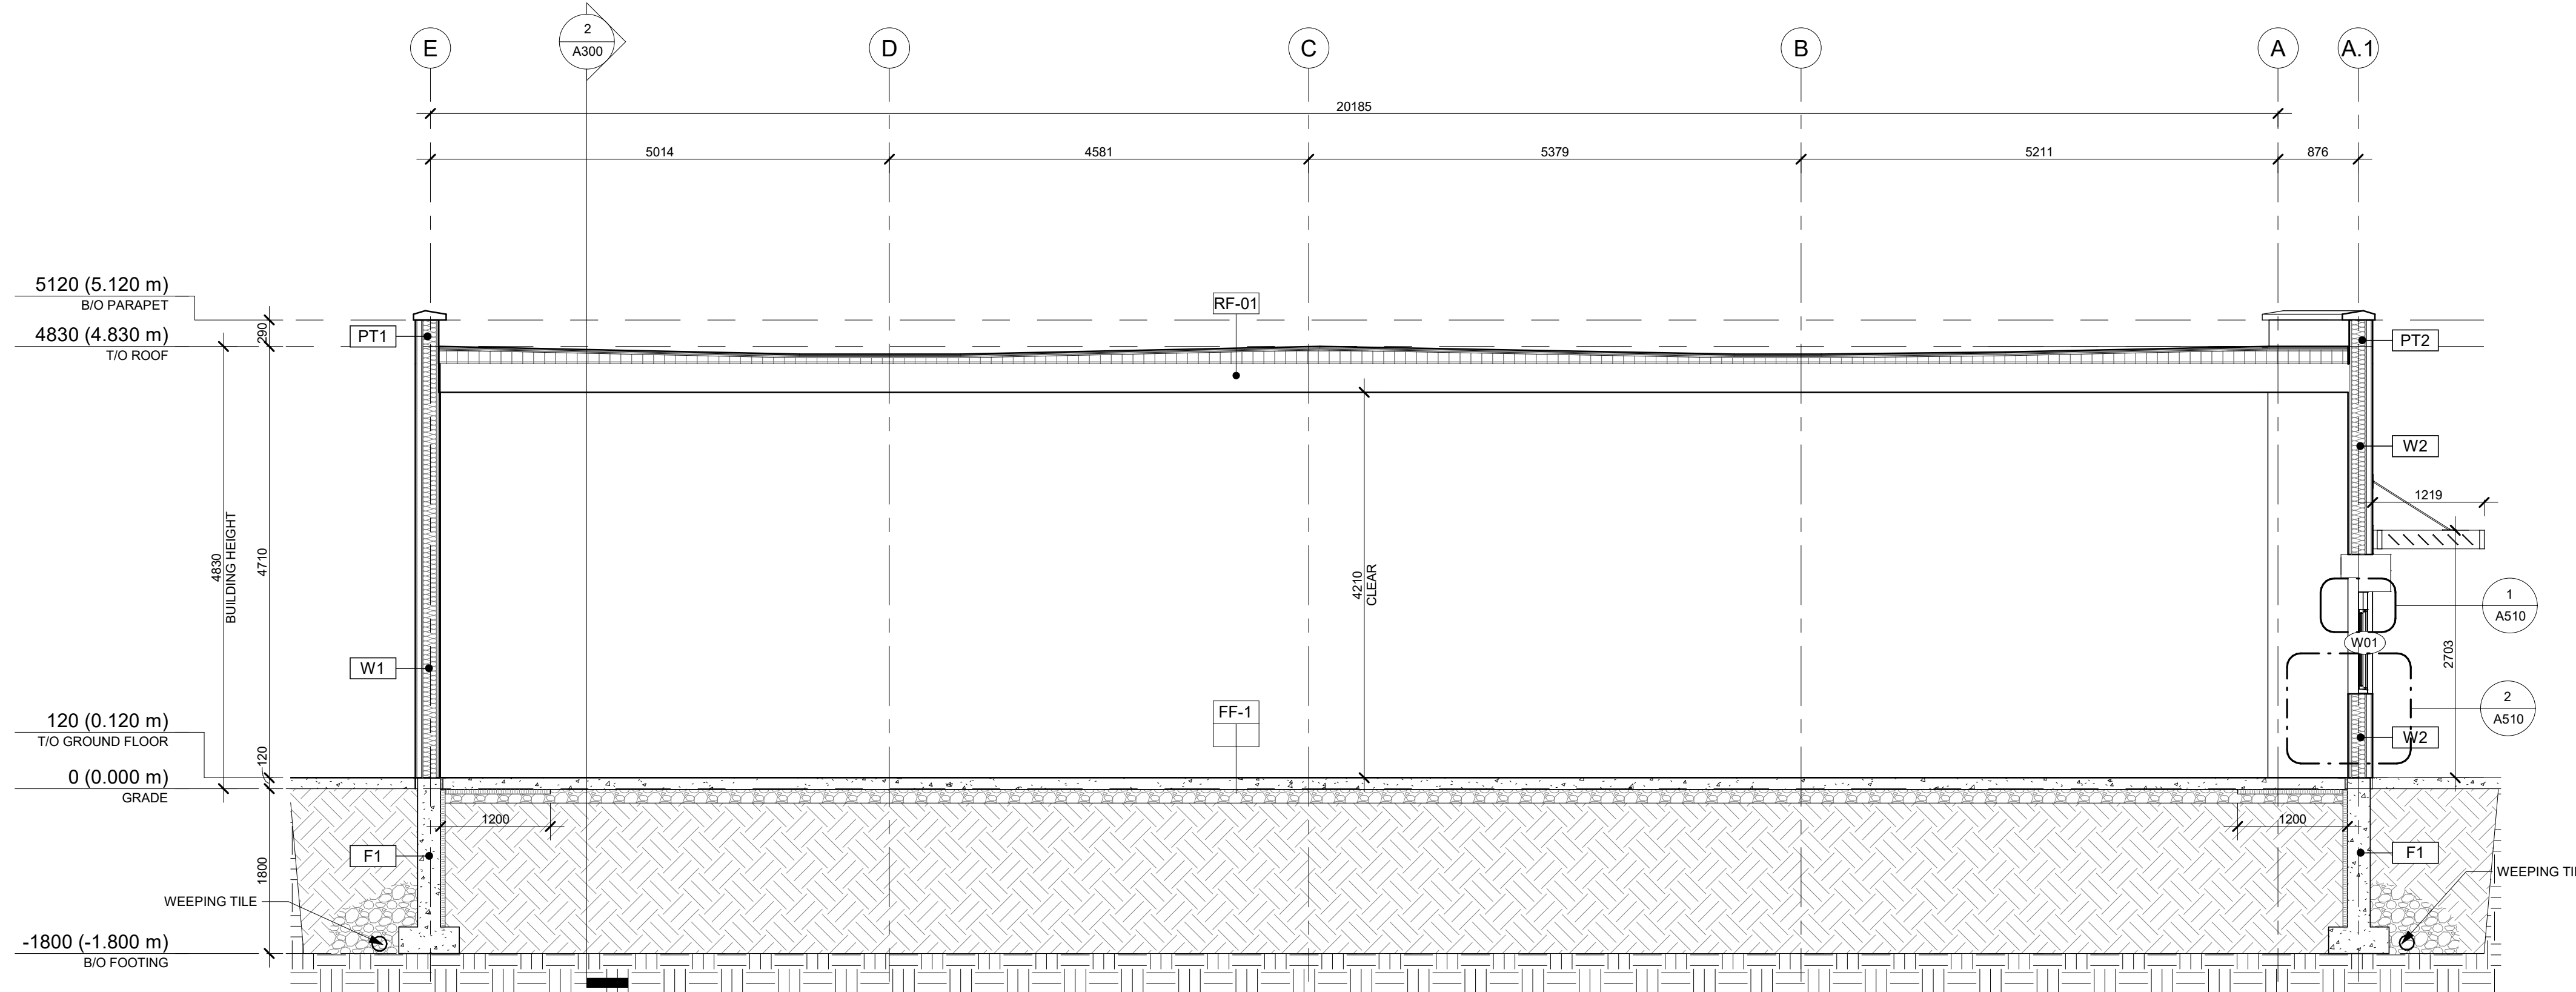 E
2
A300
D
C
B
A
A.1
20185
5014
4581
5379
5211
876
5120 (5.120 m)
B/O PARAPET
4830 (4.830 m)
T/O ROOF
290
PT1
RF-01
PT2
W2
1219
4830
BUILDING HEIGHT
4710
4210
CLEAR
1
A510
W01
2703
W1
2
A510
FF-1
W2
120 (0.120 m)
T/O GROUND FLOOR
120
0 (0.000 m)
GRADE
1200
1200
F1
F1
1800
WEEPING TILE
WEEPING TIL
-1800 (-1.800 m)
B/O FOOTING